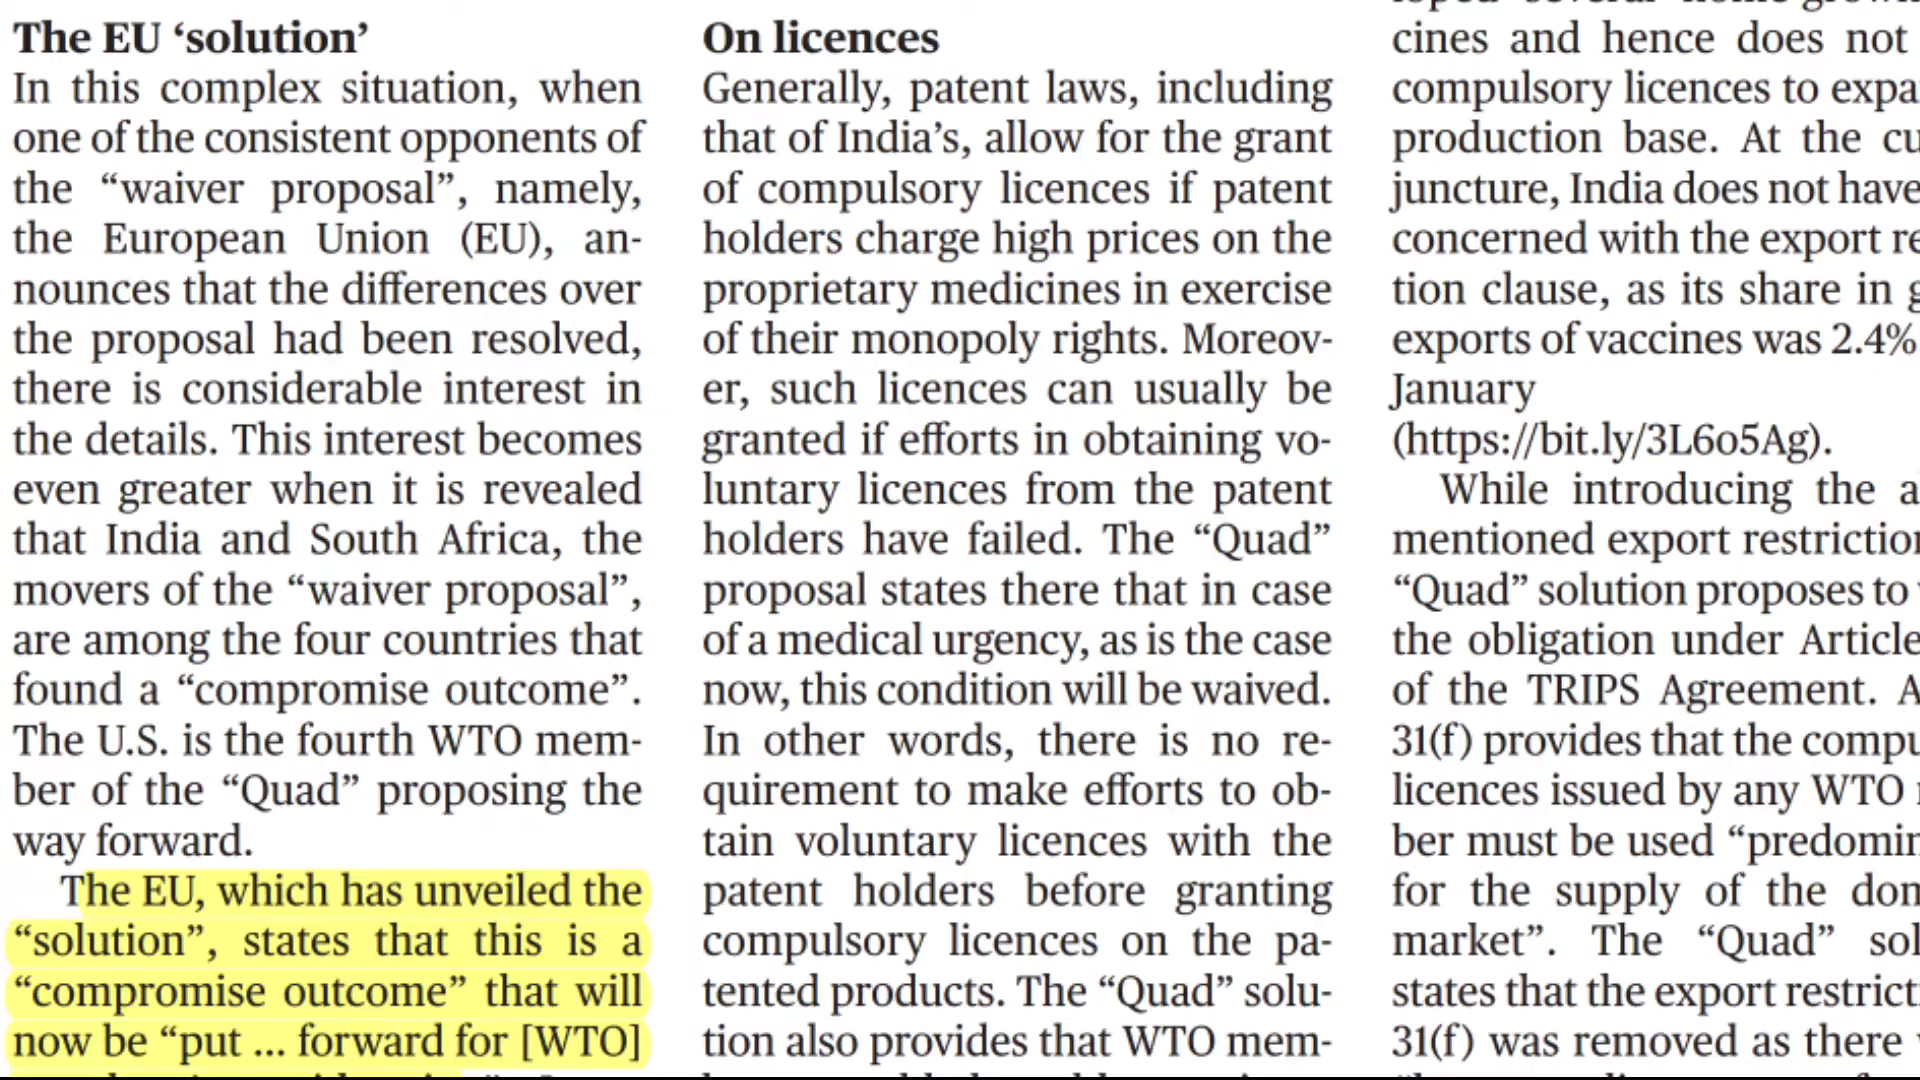 The EU ‘solution’
In this complex situation, when
one of the consistent opponents of
the “waiver proposal”, namely,
the European Union (EU), an-
nounces that the differences over
the proposal had been resolved,
there is considerable interest in
the details. This interest becomes
even greater when it is revealed
that India and South Africa, the
movers of the “waiver proposal”,
are among the four countries that
found a “compromise outcome”.
The U.S. is the fourth WTO mem-
ber of the “Quad” proposing the
way forward.
The EU, which has unveiled the
“solution”, states that this is a
“compromise outcome” that will
now be “put ... forward for [WTO]
On licences
Generally, patent laws, including
that of India’s, allow for the grant
of compulsory licences if patent
holders charge high prices on the
proprietary medicines in exercise
of their monopoly rights. Moreov-
er, such licences can usually be
granted if efforts in obtaining vo-
luntary licences from the patent
holders have failed. The “Quad”
proposal states there that in case
of a medical urgency, as is the case
now, this condition will be waived.
In other words, there is no re-
quirement to make efforts to ob-
tain voluntary licences with the
patent holders before granting
compulsory licences on the pa-
tented products. The “Quad” solu-
tion also provides that WTO mem-
cines and hence does not
compulsory licences to expa
production base. At the cu
juncture, India does not have
concerned with the export re
tion clause, as its share in g
exports of vaccines was 2.4%
January
(https://bit.ly/3L6o5Ag).
While introducing the a
mentioned export restriction
“Quad” solution proposes to
the obligation under Article
of the TRIPS Agreement. A
31(f) provides that the compu
licences issued by any WTO
ber must be used “predomin
for the supply of the dom
market”. The “Quad” sol
states that the export restricti
31(f) was removed as there